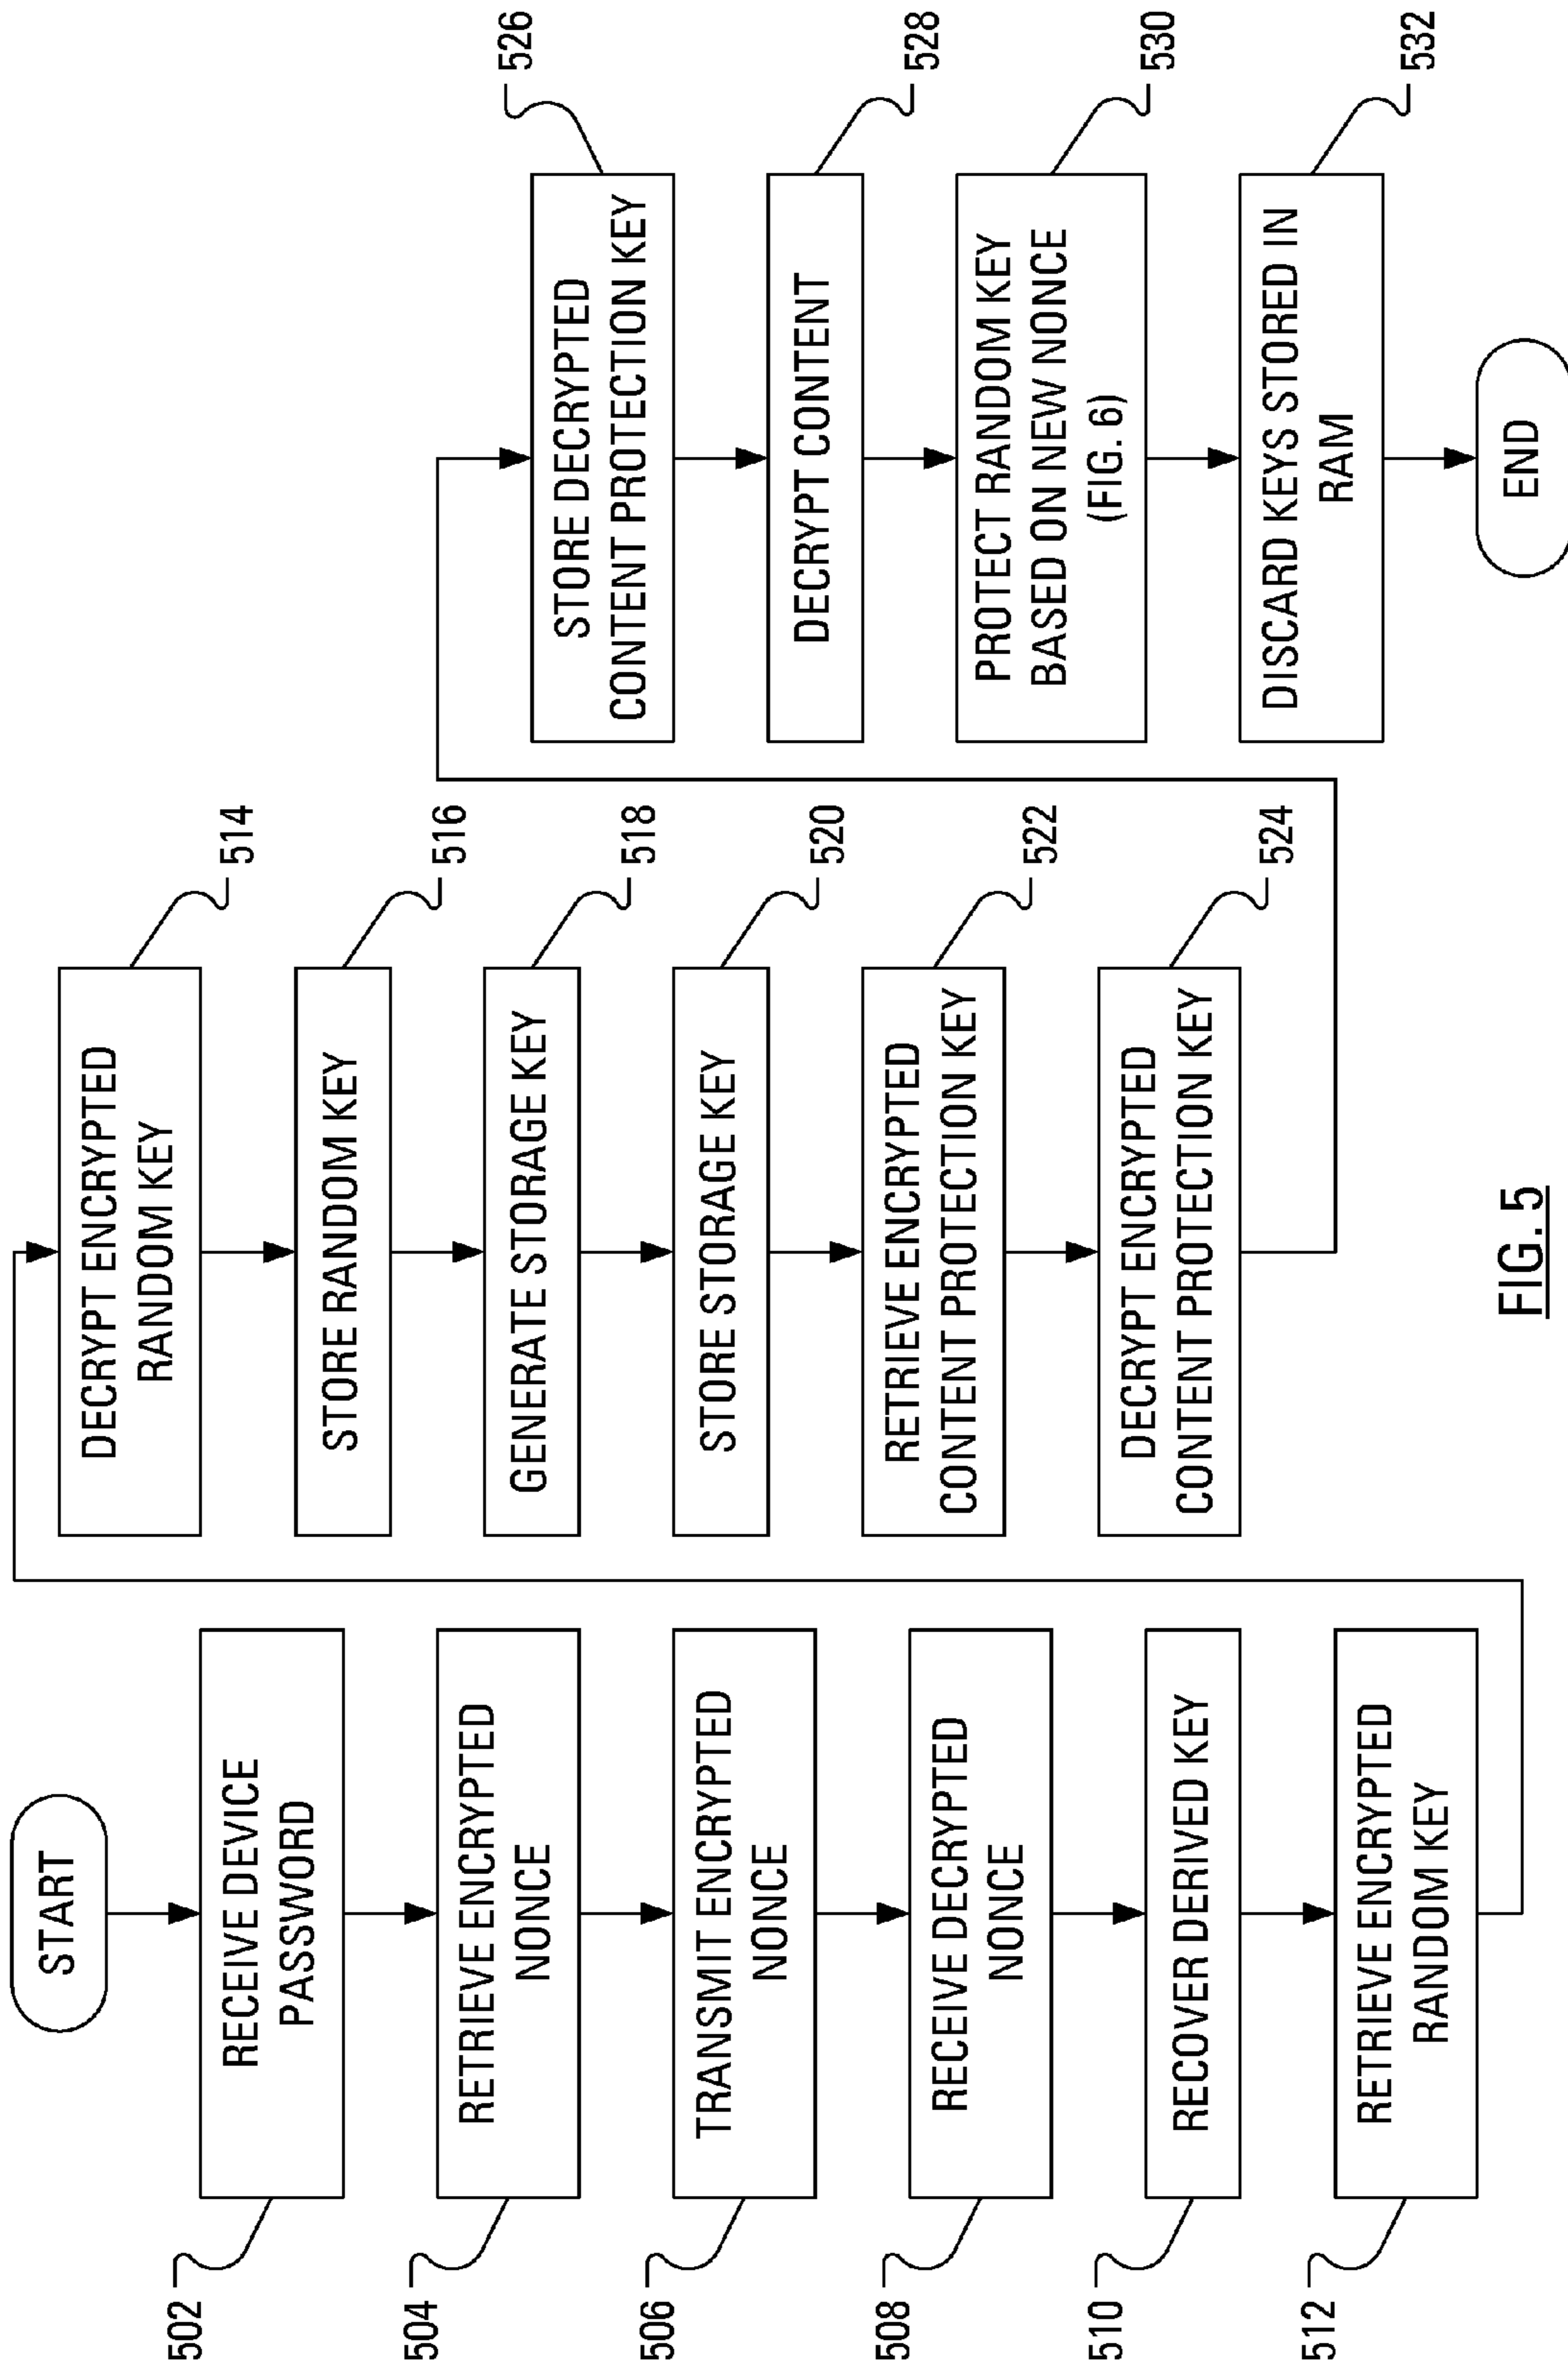 START
502
RECEIVE DEVICE
PASSWORD
504
RETRIEVE ENCRYPTED
NONCE
506
TRANSMIT ENCRYPTED
NONCE
508
RECEIVE DECRYPTED
NONCE
510
RECOVER DERIVED KEY
512
RETRIEVE ENCRYPTED
RANDOM KEY
DECRYPT ENCRYPTED
RANDOM KEY
514
STORE RANDOM KEY
516
GENERATE STORAGE KEY
518
STORE STORAGE KEY
520
RETRIEVE ENCRYPTED
CONTENT PROTECTION KEY
522
DECRYPT ENCRYPTED
CONTENT PROTECTION KEY
524
STORE DECRYPTED
CONTENT PROTECTION KEY
526
DECRYPT CONTENT
528
PROTECT RANDOM KEY
BASED ON NEW NONCE
(FIG. 6)
530
DISCARD KEYS STORED IN
RAM
532
END
FIG. 5